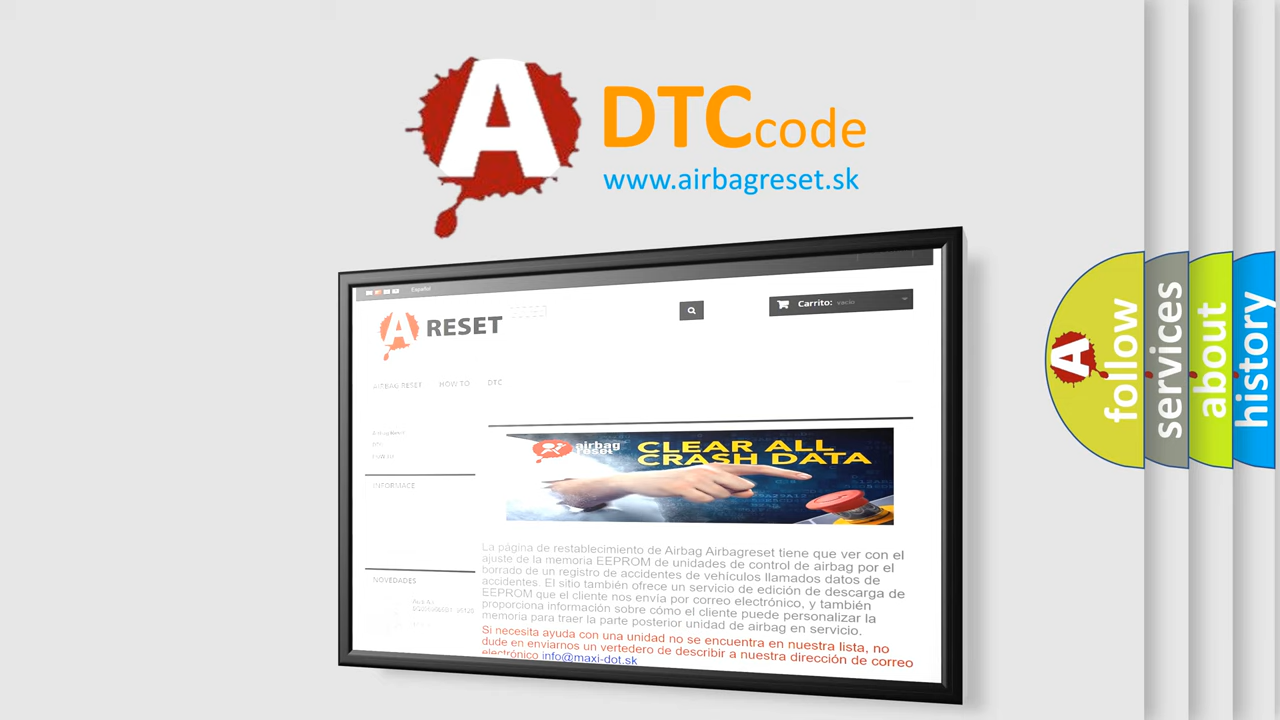 A DTCcode
www.airbagreset.sk
Español
A RESET
Carrito: vacío
AIRBAG RESET HOW TO DTC
INFORMACE
NOVEDADES
airbag
reset
CLEAR ALL
CRASH DATA
La página de restablecimiento de Airbag Airbagreset tiene que ver con el
ajuste de la memoria EEPROM de unidades de control de airbag por el
borrado de un registro de accidentes de vehículos llamados datos de
accidentes. El sitio también ofrece un servicio de edición de descarga de
EEPROM que el cliente nos envía por correo electrónico, y también
proporciona información sobre cómo el cliente puede personalizar la
memoria para traer la parte posterior unidad de airbag en servicio.
Si necesita ayuda con una unidad no se encuentra en nuestra lista, no
dude en enviarnos un vertedero de describir a nuestra dirección de correo
electrónico info@maxi-dot.sk
A
follow
services
about
history